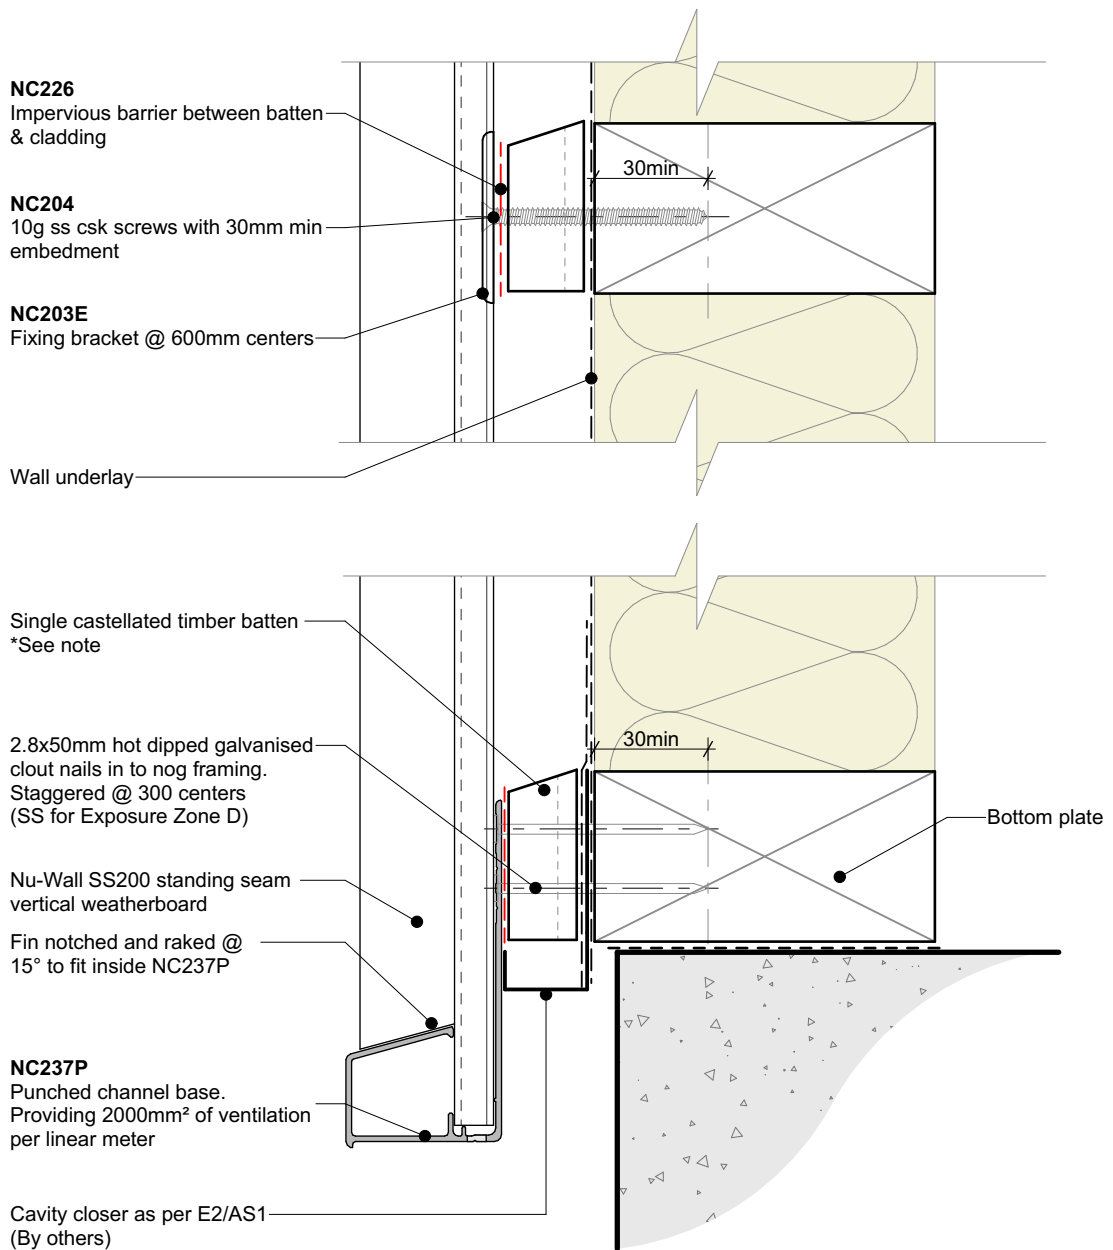 NC226
Impervious barrier between batten
& cladding
30min
NC204
10g ss csk screws with 30mm min
embedment
NC203E
Fixing bracket @ 600mm centers
Wall underlay
Single castellated timber batten
*See note
2.8x50mm hot dipped galvanised
clout nails in to nog framing.
Staggered @ 300 centers
(SS for Exposure Zone D)
30min
Bottom plate
Nu-Wall SS200 standing seam
vertical weatherboard
Fin notched and raked @
15° to fit inside NC237P
NC237P
Punched channel base.
Providing 2000mm² of ventilation
per linear meter
Cavity closer as per E2/AS1
(By others)